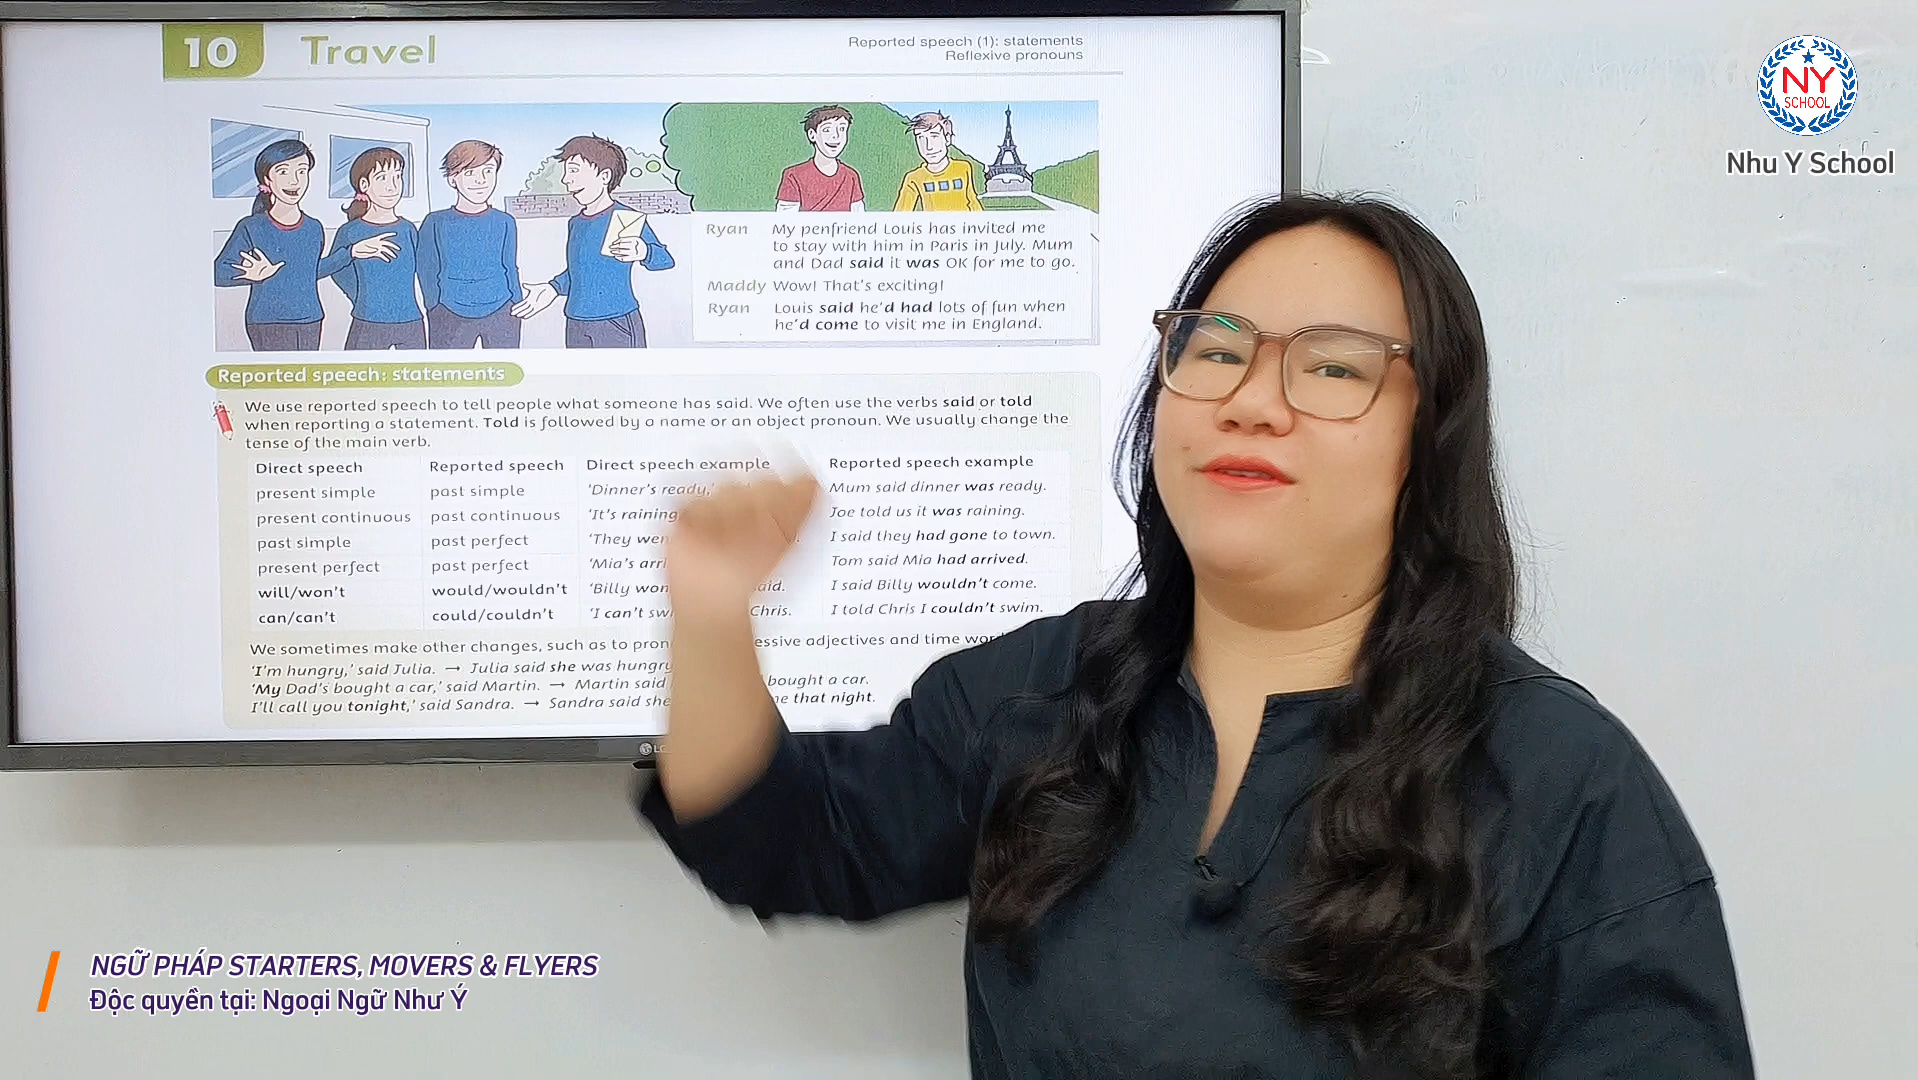 10 Travel
Reported speech (1): statements
Reflexive pronouns
NY
SCHOOL
Nhu Y School
Ryan My penfriend Louis has invited me
to stay with him in Paris in July. Mum
and Dad said it was OK for me to go.
Maddy Wow! That's exciting!
Ryan Louis said he'd had lots of fun when
he'd come to visit me in England.
Reported speech: statements
We use reported speech to tell people what someone has said. We often use the verbs said or told
when reporting a statement. Told is followed by a name or an object pronoun. We usually change the
tense of the main verb.
Direct speech Reported speech Direct speech example Reported speech example
present simple past simple 'Dinner's ready,' Mum said dinner was ready.
present continuous past continuous 'It's raining Joe told us it was raining.
past simple past perfect 'They I said they had gone to town.
present perfect past perfect 'Mia's Tom said Mia had arrived.
will/won't would/wouldn't 'Billy I said Billy wouldn't come.
can/can't could/couldn't 'I can't Chris. I told Chris I couldn't swim.
We sometimes make other changes, such as to adjectives and time
'I'm hungry,' said Julia. → Julia said she was
'My Dad's bought a car,' said Martin. → Martin said bought a car.
I'll call you tonight,' said Sandra. → Sandra said she that night.
LG
NGỮ PHÁP STARTERS, MOVERS & FLYERS
Độc quyền tại: Ngoại Ngữ Như Ý